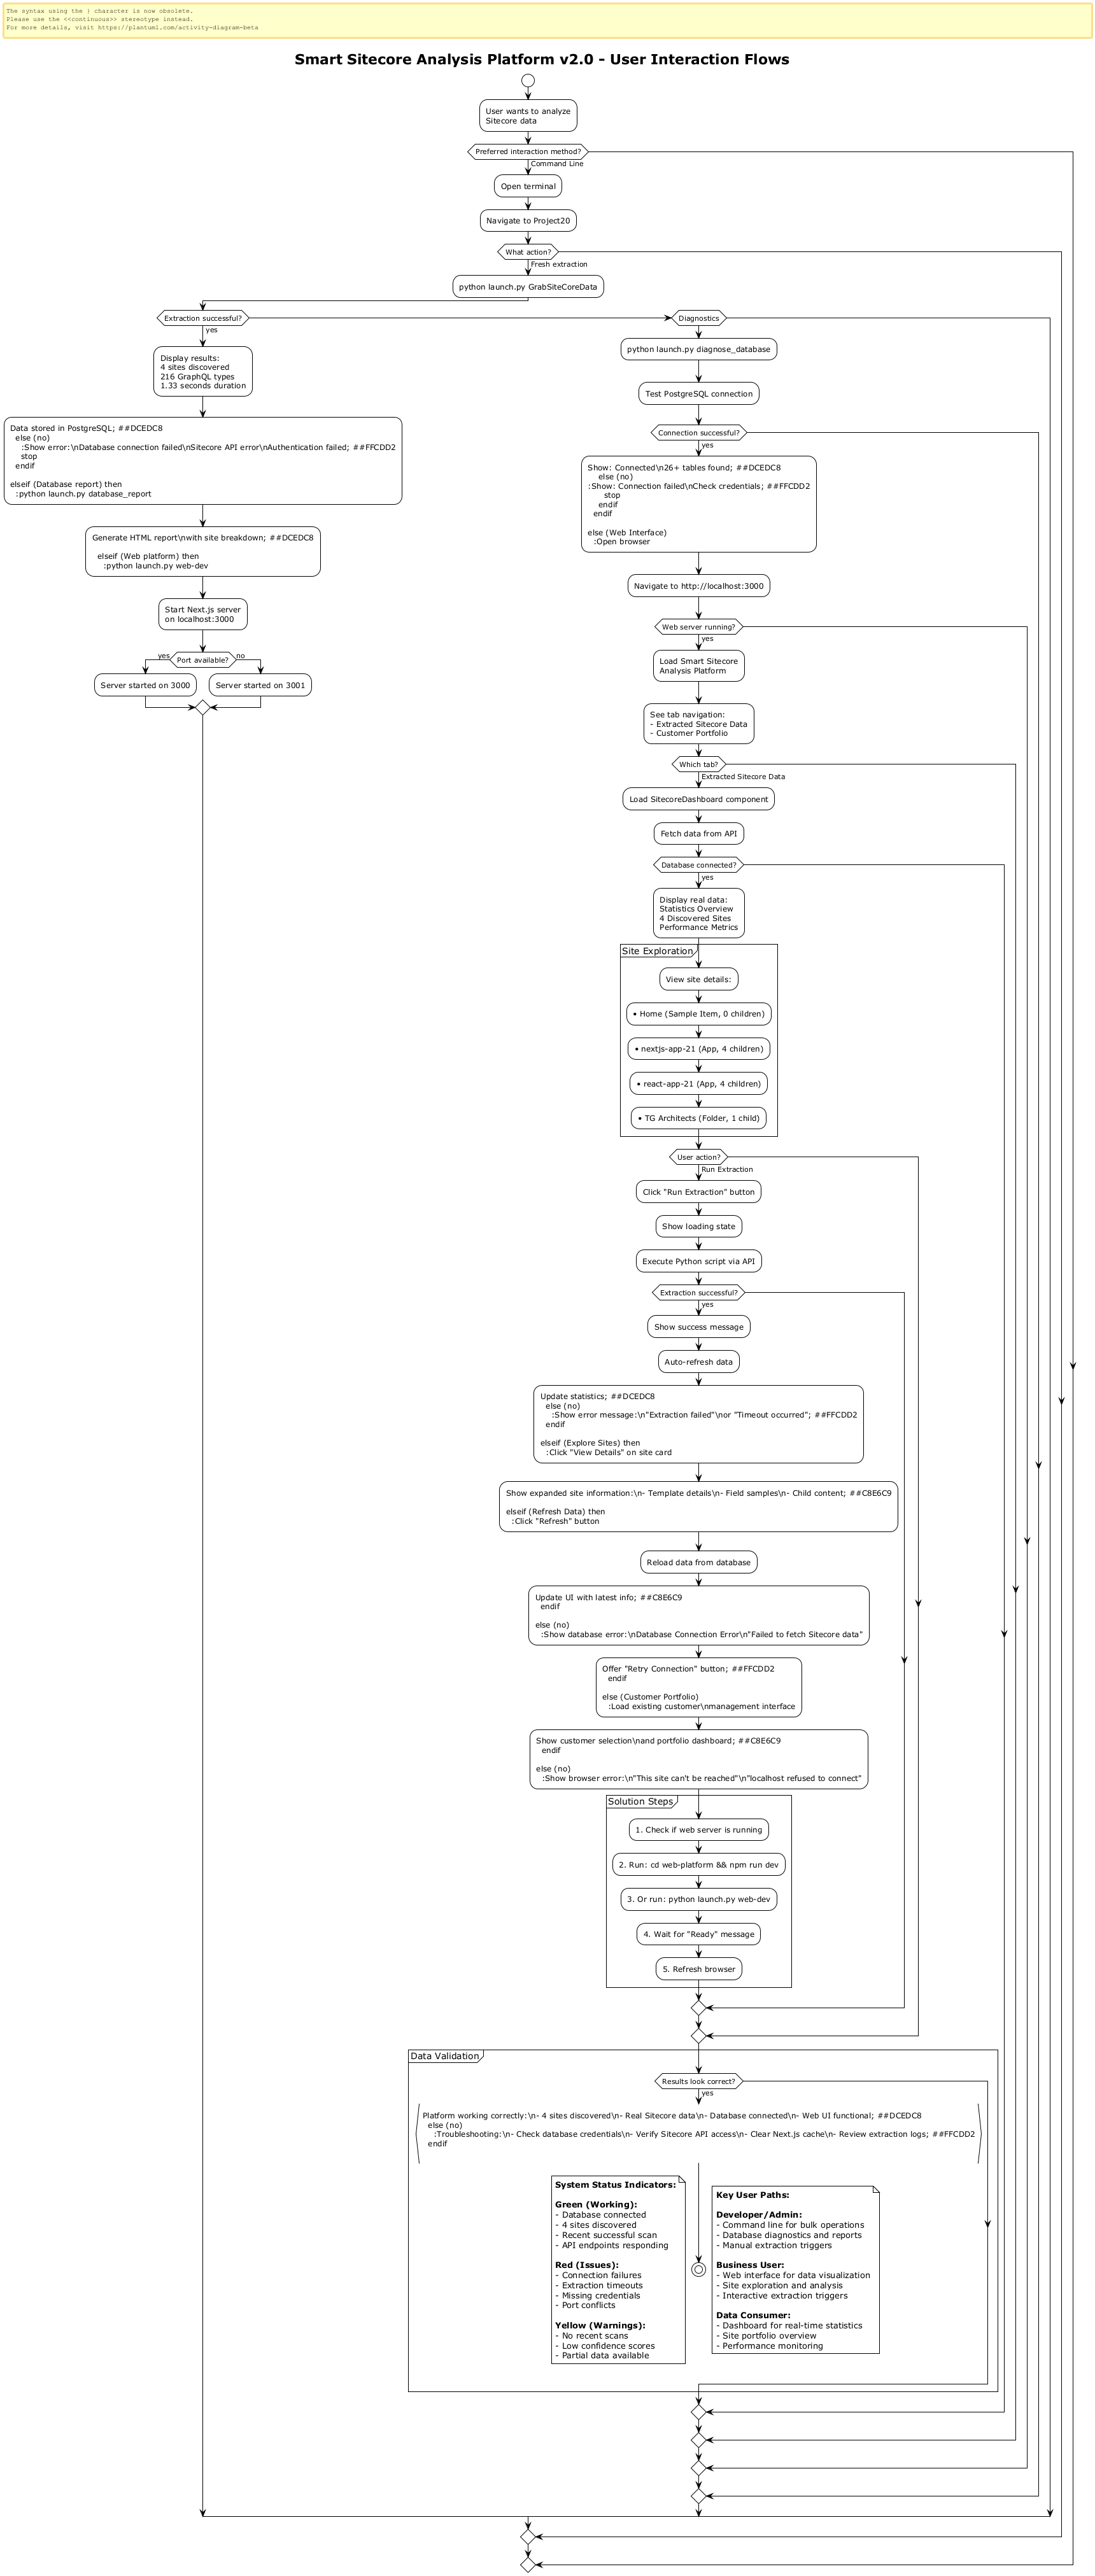 The syntax using the } character is now obsolete.
Please use the <<continuous>> stereotype instead.
For more details, visit https://plantuml.com/activity-diagram-beta
Smart Sitecore Analysis Platform v2.0 - User Interaction Flows
User wants to analyze
Sitecore data
Preferred interaction method?
Command Line
Open terminal
Navigate to Project20
What action?
Fresh extraction
python launch.py GrabSiteCoreData
Extraction successful?
yes
Display results:
4 sites discovered
216 GraphQL types
1.33 seconds duration
Data stored in PostgreSQL; ##DCEDC8
else (no)
:Show error:\nDatabase connection failed\nSitecore API error\nAuthentication failed; ##FFCDD2
stop
endif
elseif (Database report) then
:python launch.py database_report
Generate HTML report\nwith site breakdown; ##DCEDC8
elseif (Web platform) then
:python launch.py web-dev
Start Next.js server
on localhost:3000
Port available?
yes
no
Server started on 3000
Server started on 3001
Diagnostics
python launch.py diagnose_database
Test PostgreSQL connection
Connection successful?
yes
Show: Connected\n26+ tables found; ##DCEDC8
else (no)
:Show: Connection failed\nCheck credentials; ##FFCDD2
stop
endif
endif
else (Web Interface)
:Open browser
Navigate to http://localhost:3000
Web server running?
yes
Load Smart Sitecore
Analysis Platform
See tab navigation:
- Extracted Sitecore Data
- Customer Portfolio
Which tab?
Extracted Sitecore Data
Load SitecoreDashboard component
Fetch data from API
Database connected?
yes
Display real data:
Statistics Overview
4 Discovered Sites
Performance Metrics
Site Exploration
View site details:
• Home (Sample Item, 0 children)
• nextjs-app-21 (App, 4 children)
• react-app-21 (App, 4 children)
• TG Architects (Folder, 1 child)
User action?
Run Extraction
Click "Run Extraction" button
Show loading state
Execute Python script via API
Extraction successful?
yes
Show success message
Auto-refresh data
Update statistics; ##DCEDC8
else (no)
:Show error message:\n"Extraction failed"\nor "Timeout occurred"; ##FFCDD2
endif
elseif (Explore Sites) then
:Click "View Details" on site card
Show expanded site information:\n- Template details\n- Field samples\n- Child content; ##C8E6C9
elseif (Refresh Data) then
:Click "Refresh" button
Reload data from database
Update UI with latest info; ##C8E6C9
endif
else (no)
:Show database error:\nDatabase Connection Error\n"Failed to fetch Sitecore data"
Offer "Retry Connection" button; ##FFCDD2
endif
else (Customer Portfolio)
:Load existing customer\nmanagement interface
Show customer selection\nand portfolio dashboard; ##C8E6C9
endif
else (no)
:Show browser error:\n"This site can't be reached"\n"localhost refused to connect"
Solution Steps
1. Check if web server is running
2. Run: cd web-platform && npm run dev
3. Or run: python launch.py web-dev
4. Wait for "Ready" message
5. Refresh browser
Data Validation
Results look correct?
yes
Platform working correctly:\n- 4 sites discovered\n- Real Sitecore data\n- Database connected\n- Web UI functional; ##DCEDC8
else (no)
:Troubleshooting:\n- Check database credentials\n- Verify Sitecore API access\n- Clear Next.js cache\n- Review extraction logs; ##FFCDD2
endif
System Status Indicators:
Green (Working):
- Database connected
- 4 sites discovered
- Recent successful scan
- API endpoints responding
Red (Issues):
- Connection failures
- Extraction timeouts
- Missing credentials
- Port conflicts
Yellow (Warnings):
- No recent scans
- Low confidence scores
- Partial data available
Key User Paths:
Developer/Admin:
- Command line for bulk operations
- Database diagnostics and reports
- Manual extraction triggers
Business User:
- Web interface for data visualization
- Site exploration and analysis
- Interactive extraction triggers
Data Consumer:
- Dashboard for real-time statistics
- Site portfolio overview
- Performance monitoring